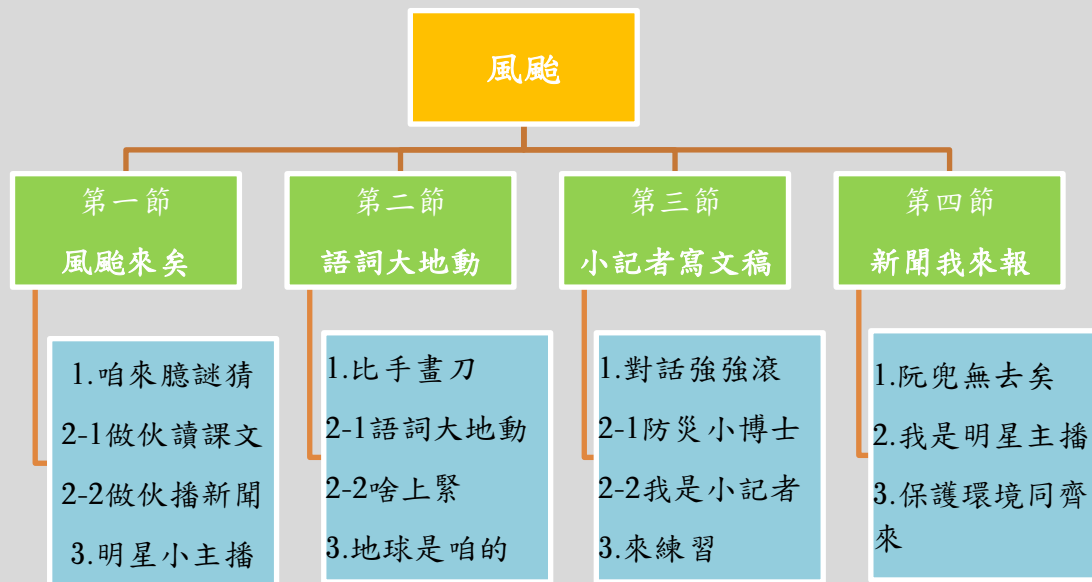 風颱
第一節
風颱來矣
1.咱來臆謎猜
2-1做伙讀課文
2-2做伙播新聞
3.明星小主播
第二節
語詞大地動
1.比手畫刀
2-1語詞大地動
2-2啥上緊
3.地球是咱的
第三節
小記者寫文稿
1.對話強強滾
2-1防災小博士
2-2我是小記者
3.來練習
第四節
新聞我來報
1.阮兜無去矣
2.我是明星主播
3.保護環境同齊
來